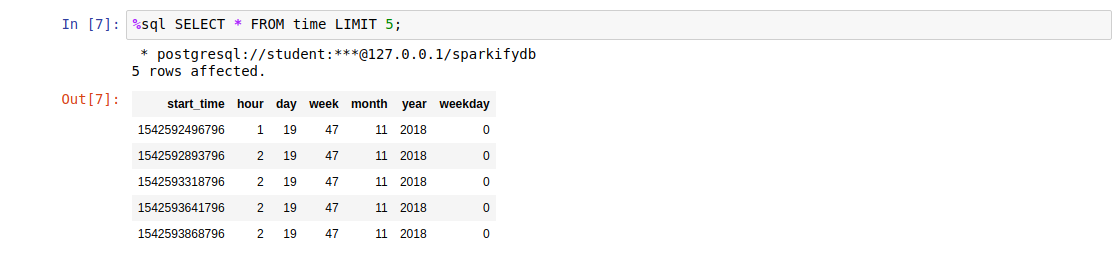 In [7]: %sql SELECT * FROM time LIMIT 5;
* postgresql://student:***@127.0.0.1/sparkifydb
5 rows affected.
Out[7]: start_time hour day week month year weekday
1542592496796 1 19 47 11 2018 0
1542592893796 2 19 47 11 2018 0
1542593318796 2 19 47 11 2018 0
1542593641796 2 19 47 11 2018 0
1542593868796 2 19 47 11 2018 0